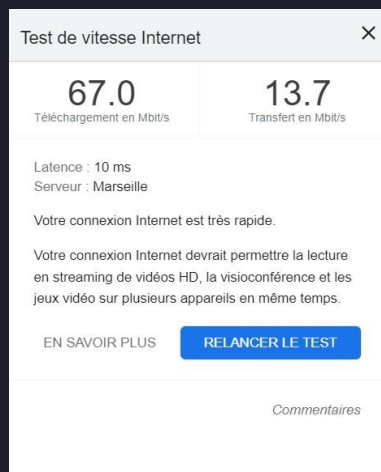 Test de vitesse Internet
67.0
Téléchargement en Mbit/s
13.7
Transfert en Mbit/s
Latence : 10 ms
Serveur : Marseille
Votre connexion Internet est très rapide.
Votre connexion Internet devrait permettre la lecture
en streaming de vidéos HD, la visioconférence et les
jeux vidéo sur plusieurs appareils en même temps.
EN SAVOIR PLUS
RELANCER LE TEST
Commentaires